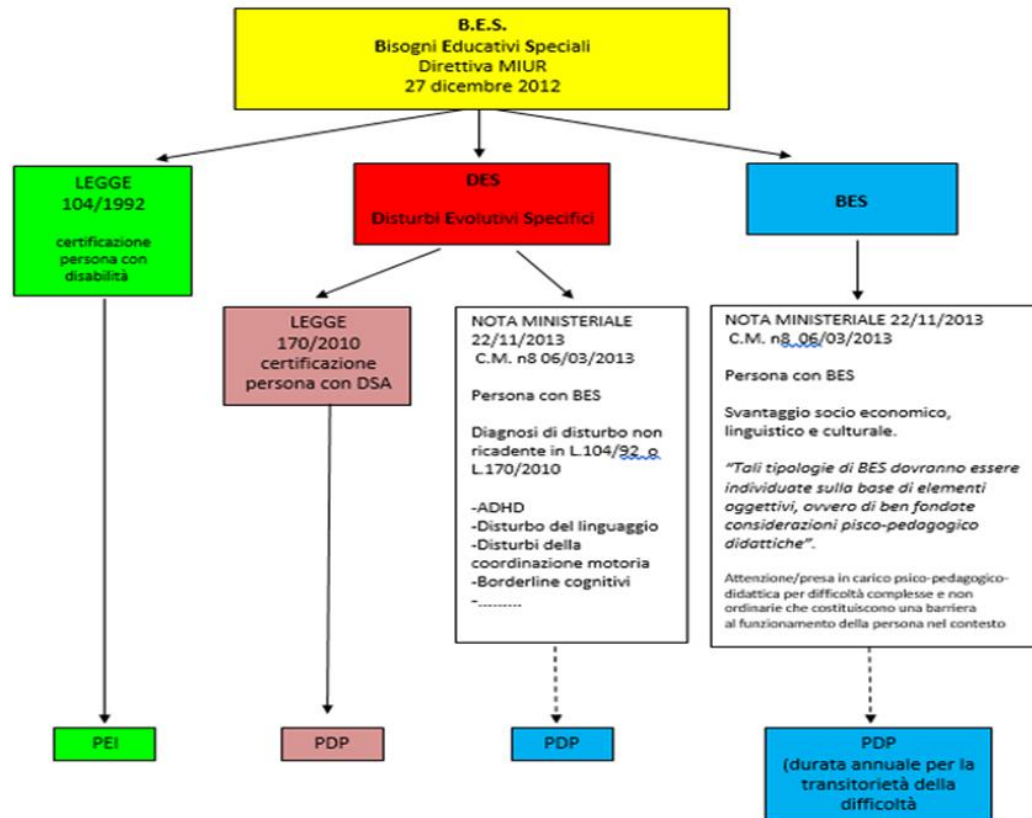 B.E.S.
Bisogni Educativi Speciali
Direttiva MIUR
27 dicembre 2012
LEGGE
104/1992
certificazione
persona con
disabilità
DES
Disturbi Evolutivi Specifici
BES
LEGGE
170/2010
certificazione
persona con DSA
NOTA MINISTERIALE
22/11/2013
C.M. n8 06/03/2013
Persona con BES
Diagnosi di disturbo non
ricadente in L.104/92 o
L.170/2010
-ADHD
-Disturbo del linguaggio
-Disturbi della
coordinazione motoria
-Borderline cognitivi
-.........
NOTA MINISTERIALE 22/11/2013
C.M. n8 06/03/2013
Persona con BES
Svantaggio socio economico,
linguistico e culturale.
"Tali tipologie di BES dovranno essere
individuate sulla base di elementi
oggettivi, ovvero di ben fondate
considerazioni pisco-pedagogico
didattiche".
Attenzione/presa in carico psico-pedagogico-
didattica per difficoltà complesse e non
ordinarie che costituiscono una barriera
al funzionamento della persona nel contesto
PEI
PDP
PDP
PDP
(durata annuale per la
transitorietà della
difficoltà